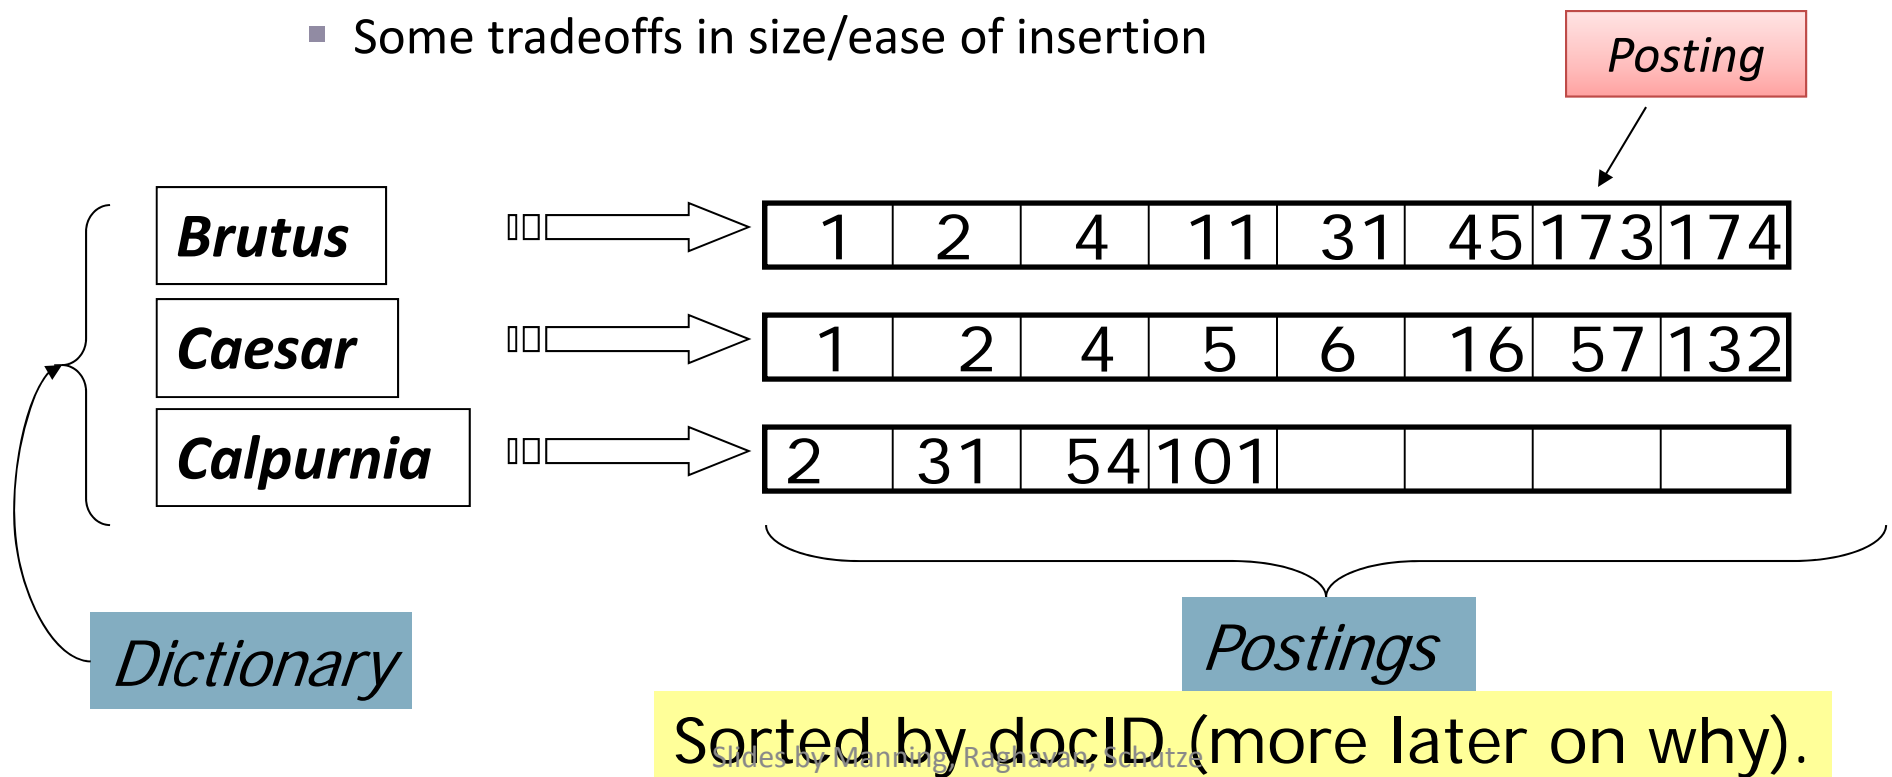 ▪ Some tradeoffs in size/ease of insertion
Posting
Brutus 1 2 4 11 31 45 173 174
Caesar 1 2 4 5 6 16 57 132
Calpurnia 2 31 54 101
Dictionary
Postings
Sorted by docID (more later on why).
Slides by Manning, Raghavan, Schutze